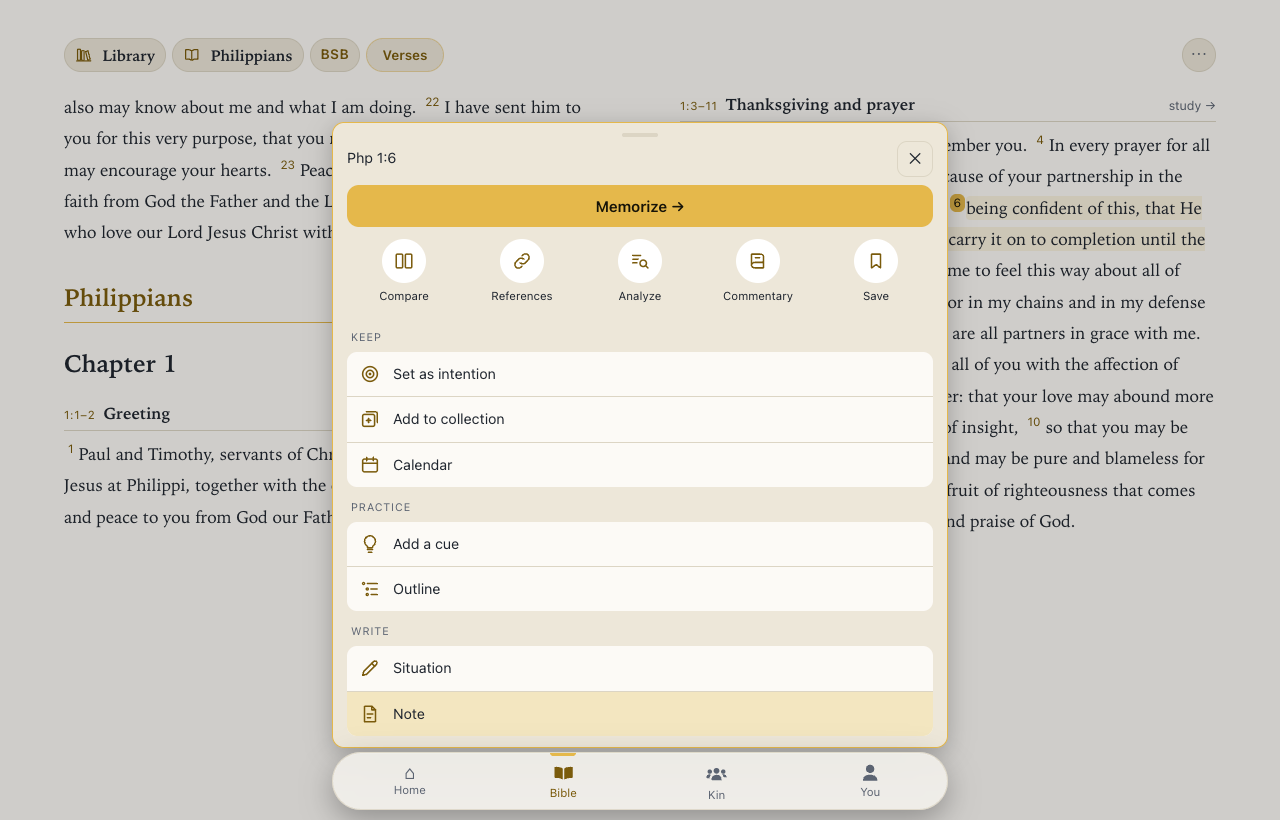 Library
Philippians
BSB
Verses
also may know about me and what I am doing. 22 I have sent him to
you for this very purpose, that you
may encourage your hearts. 23
faith from God the Father and the
who love our Lord Jesus Christ
Philippians
Chapter 1
1:1–2 Greeting
1 Paul and Timothy, servants of
Jesus at Philippi, together with the
and peace to you from God our
Php 1:6
Memorize →
Compare
References
Analyze
Commentary
Save
KEEP
Set as intention
Add to collection
Calendar
PRACTICE
Add a cue
Outline
WRITE
Situation
Note
1:3–11 Thanksgiving and prayer
study →
you. 4 In every prayer for all
of your partnership in the
6 being confident of this, that He
carry it on to completion until the
me to feel this way about all of
in my chains and in my defense
are all partners in grace with me.
all of you with the affection of
that your love may abound more
of insight, 10 so that you may be
and may be pure and blameless for
fruit of righteousness that comes
praise of God.
Home
Bible
Kin
You